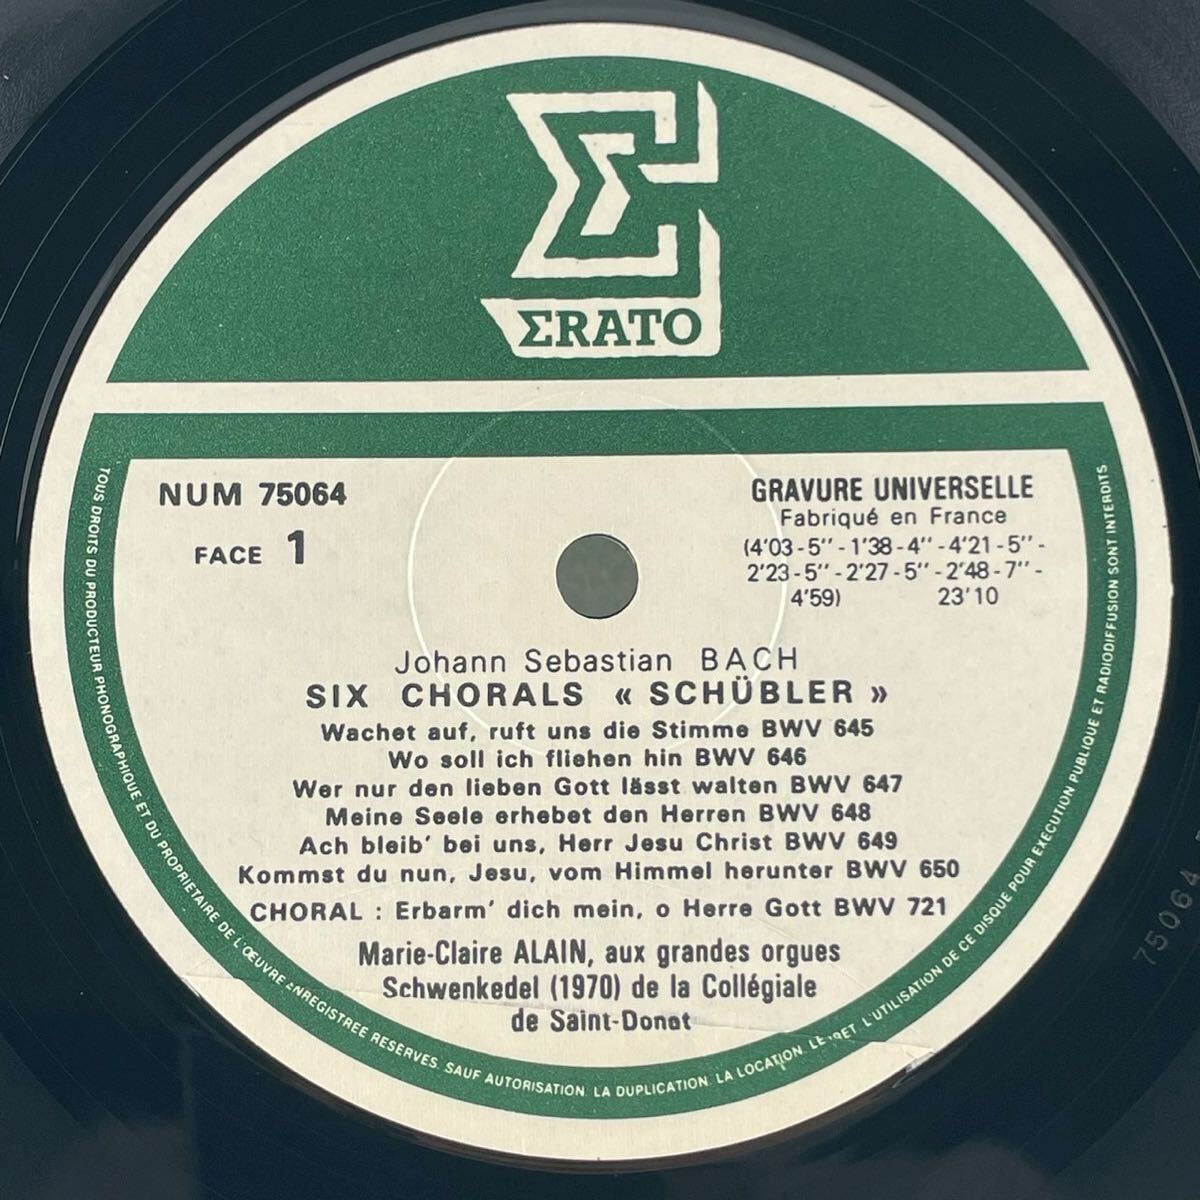 ΣRATO
NUM 75064
FACE 1
GRAVURE UNIVERSELLE
Fabriqué en France
(4'03 - 5'' - 1'38 - 4'' - 4'21 - 5'' -
2'23 - 5'' - 2'27 - 5'' - 2'48 - 7'' -
4'59) 23'10
Johann Sebastian BACH
SIX CHORALS « SCHÜBLER »
Wachet auf, ruft uns die Stimme BWV 645
Wo soll ich fliehen hin BWV 646
Wer nur den lieben Gott lässt walten BWV 647
Meine Seele erhebet den Herren BWV 648
Ach bleib' bei uns, Herr Jesu Christ BWV 649
Kommst du nun, Jesu, vom Himmel herunter BWV 650
CHORAL : Erbarm' dich mein, o Herre Gott BWV 721
Marie-Claire ALAIN, aux grandes orgues
Schwenkedel (1970) de la Collégiale
de Saint-Donat
TOUS DROITS DU PRODUCTEUR PHONOGRAPHIQUE ET DU PROPRIETAIRE DE L'ŒUVRE ENREGISTREE RESERVES. SAUF AUTORISATION LA DUPLICATION, LA LOCATION, LE PRET, L'UTILISATION DE CE DISQUE POUR EXECUTION PUBLIQUE ET RADIODIFFUSION SONT INTERDITS
75064